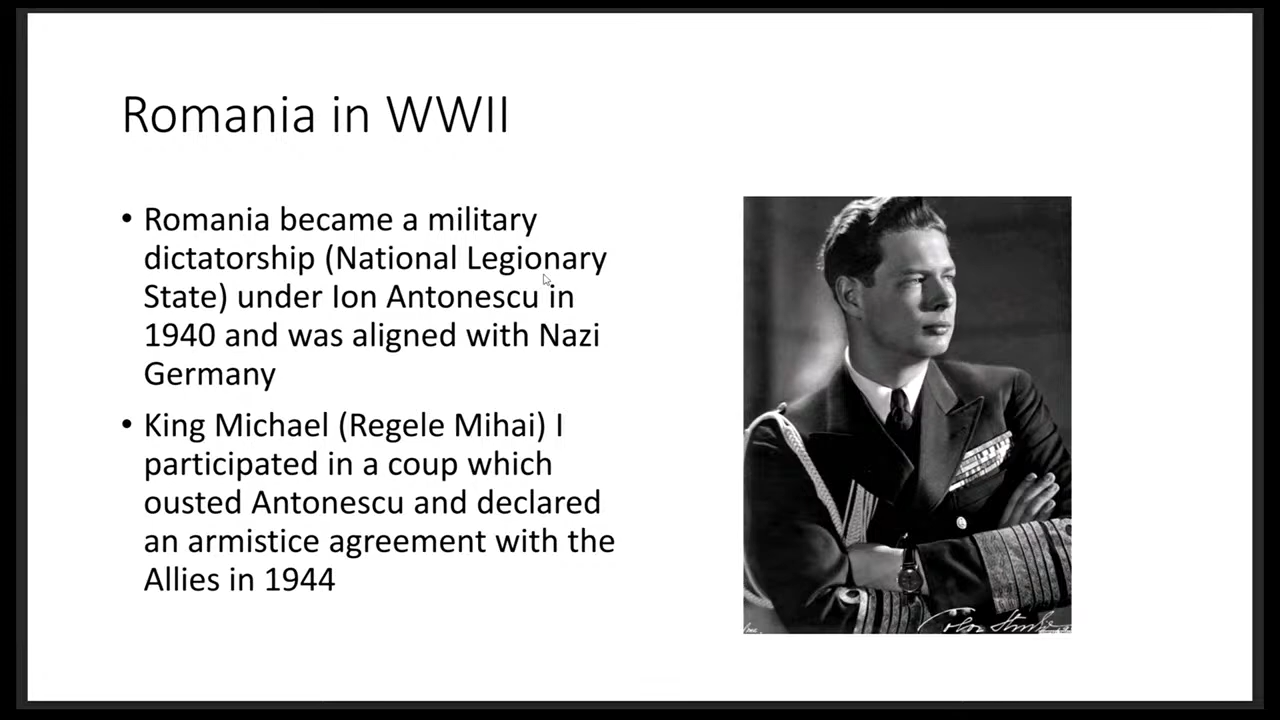 Romania in WWII
• Romania became a military
dictatorship (National Legionary
State) under Ion Antonescu in
1940 and was aligned with Nazi
Germany
• King Michael (Regele Mihai) I
participated in a coup which
ousted Antonescu and declared
an armistice agreement with the
Allies in 1944